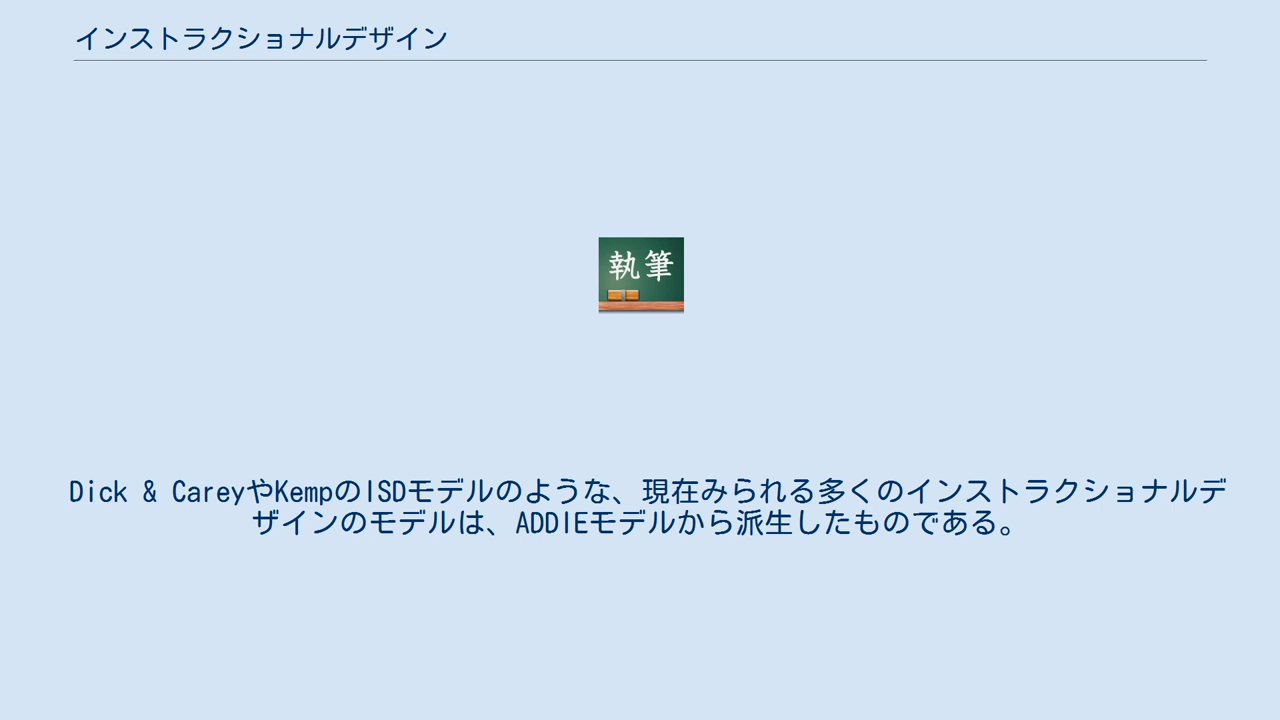 インストラクショナルデザイン
執筆
Dick & CareyやKempのISDモデルのような、現在みられる多くのインストラクショナルデ
ザインのモデルは、ADDIEモデルから派生したものである。